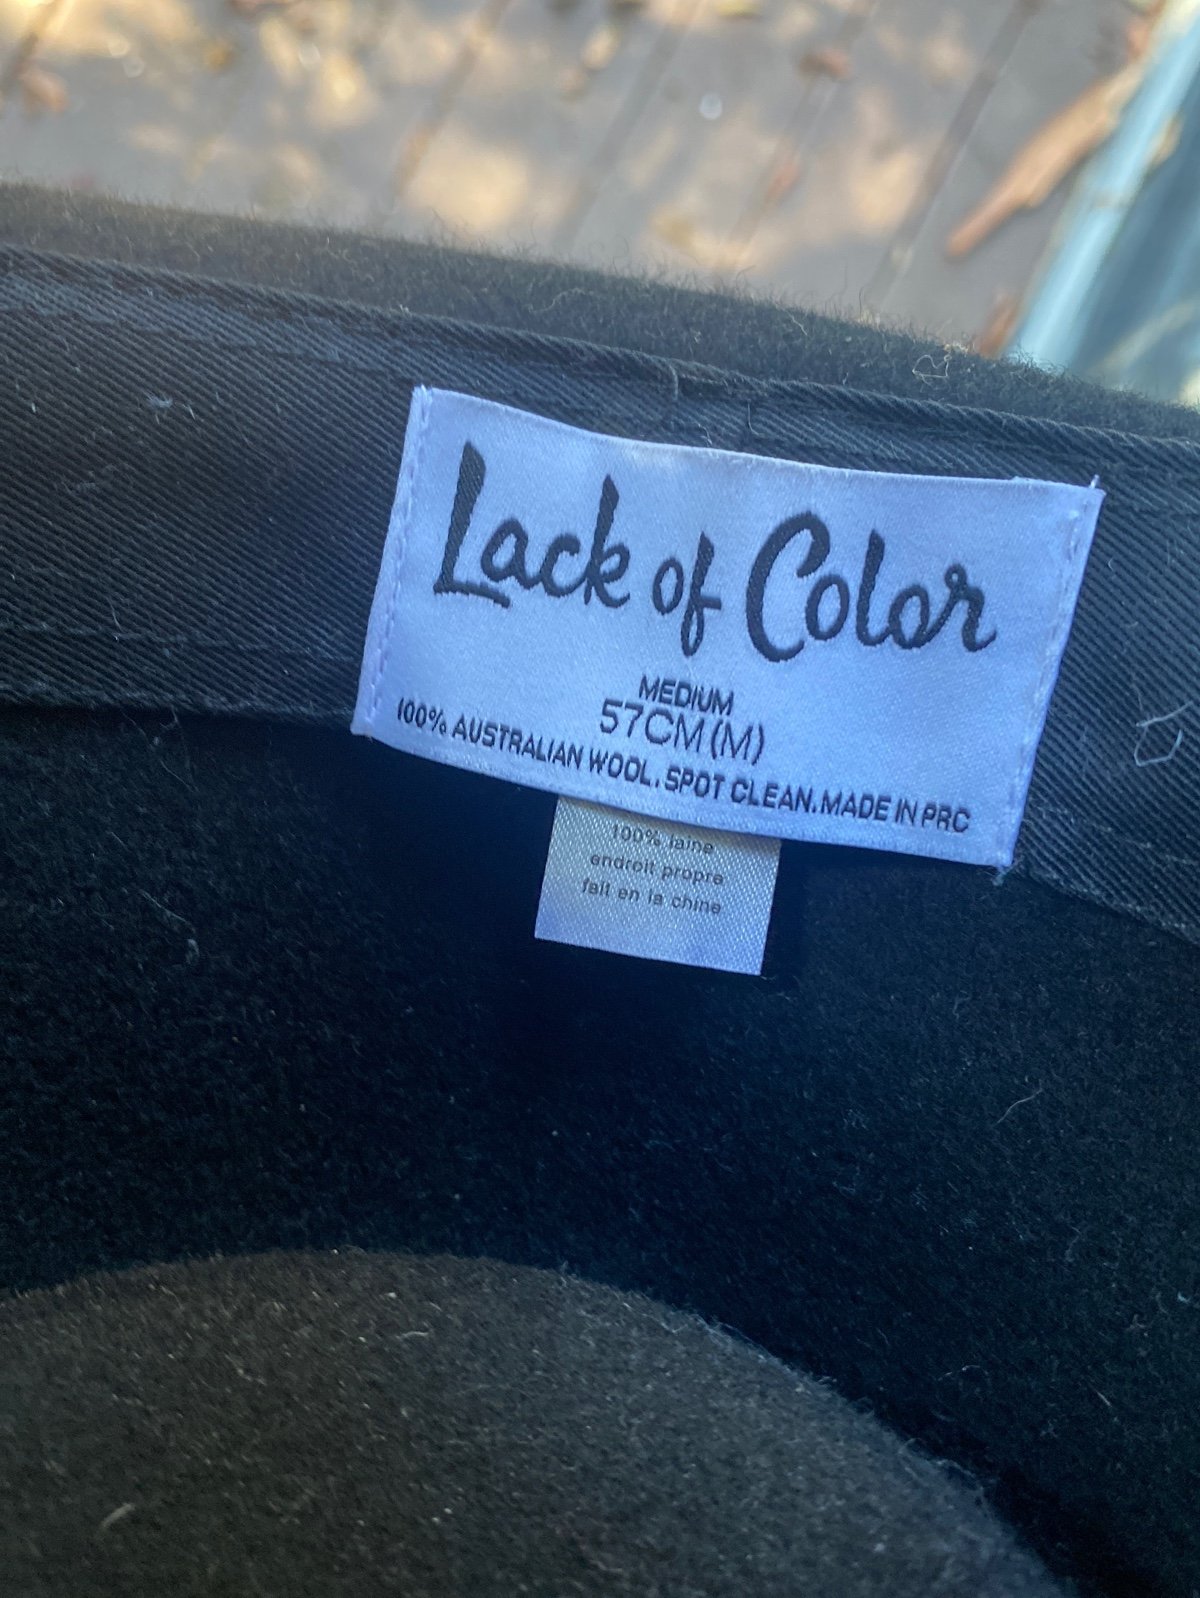 Lack of Color
MEDIUM
57CM(M)
100% AUSTRALIAN WOOL. SPOT CLEAN. MADE IN PRC
100% laine
endroit propre
fait en la chine